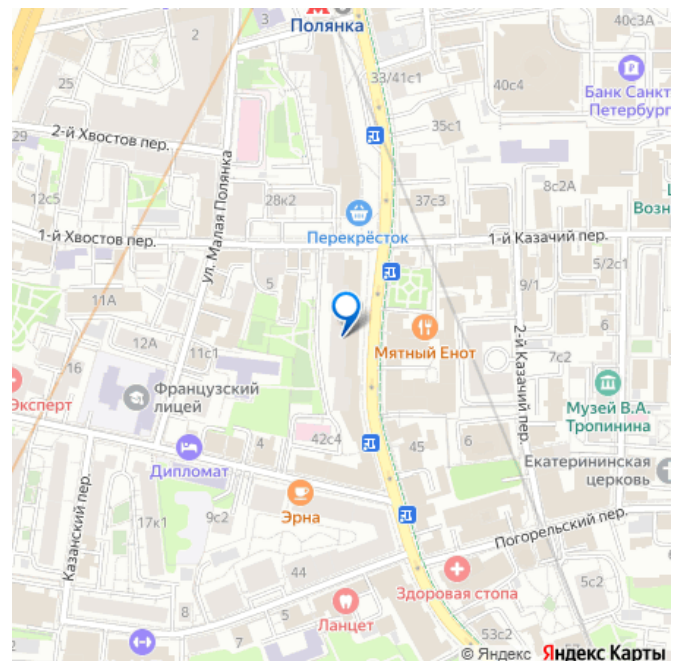 3
М
Полянка
40с3А
2
33/41с1
25
40с4
Банк Санкт
Петербург
35с1
29
2-й Хвостов пер.
ул. Малая Полянка
28к2
37с3
8с2А
12с5
Возн
Перекрёсток
1-й Хвостов пер.
1-й Казачий пер.
5/2с1
5
9/1
11А
6
Мятный Енот
2-й Казачий пер.
12А
11с1
7с2
16
Французский
лицей
Эксперт
Музей В.А.
Тропинина
42с4
4
45
6
Дипломат
Екатерининская
церковь
Казанский пер.
Эрна
17к1
9с2
Погорельский пер.
44
Здоровая стопа
5с2
8
7
5
Ланцет
53с2
© Яндекс Яндекс Карты